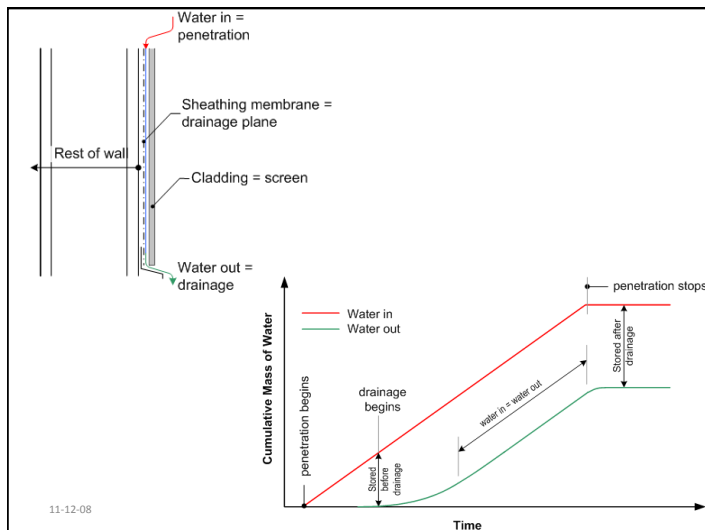 Water in =
penetration
Sheathing membrane =
drainage plane
Rest of wall
Cladding = screen
Water out =
drainage
penetration stops
Water in
Water out
Cumulative Mass of Water
penetration begins
drainage
begins
Stored
before
drainage
water in = water out
Stored after
drainage
Time
11-12-08